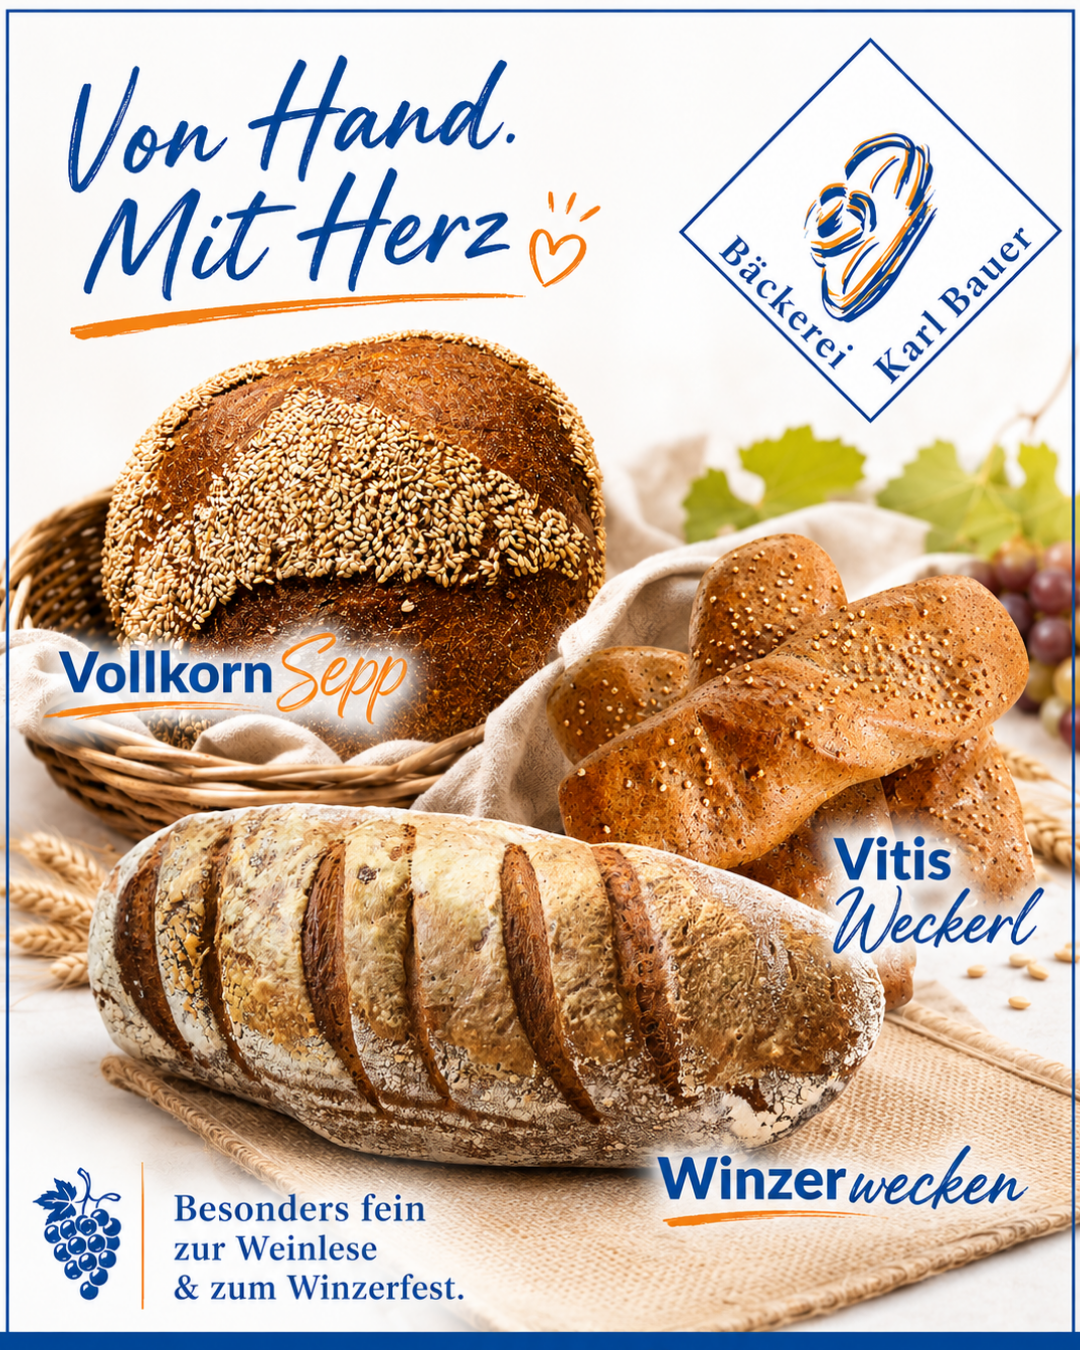 Von Hand.
Mit Herz
Bäckerei
Karl Bauer
Vollkorn Sepp
Vitis
Weckerl
Winzerwecken
Besonders fein
zur Weinlese
& zum Winzerfest.